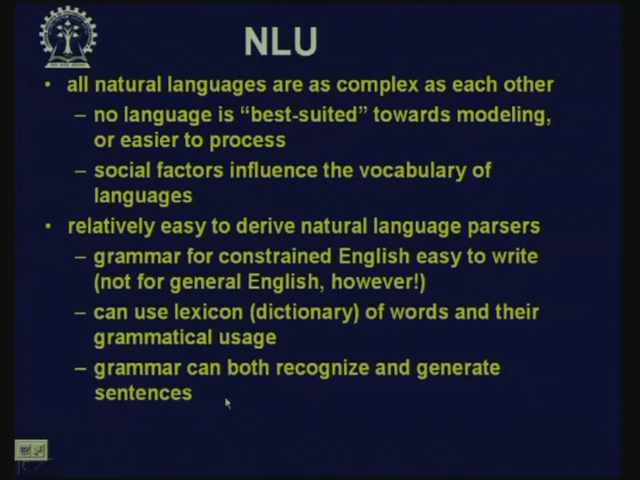 NLU
• all natural languages are as complex as each other
– no language is “best-suited” towards modeling,
or easier to process
– social factors influence the vocabulary of
languages
• relatively easy to derive natural language parsers
– grammar for constrained English easy to write
(not for general English, however!)
– can use lexicon (dictionary) of words and their
grammatical usage
– grammar can both recognize and generate
sentences